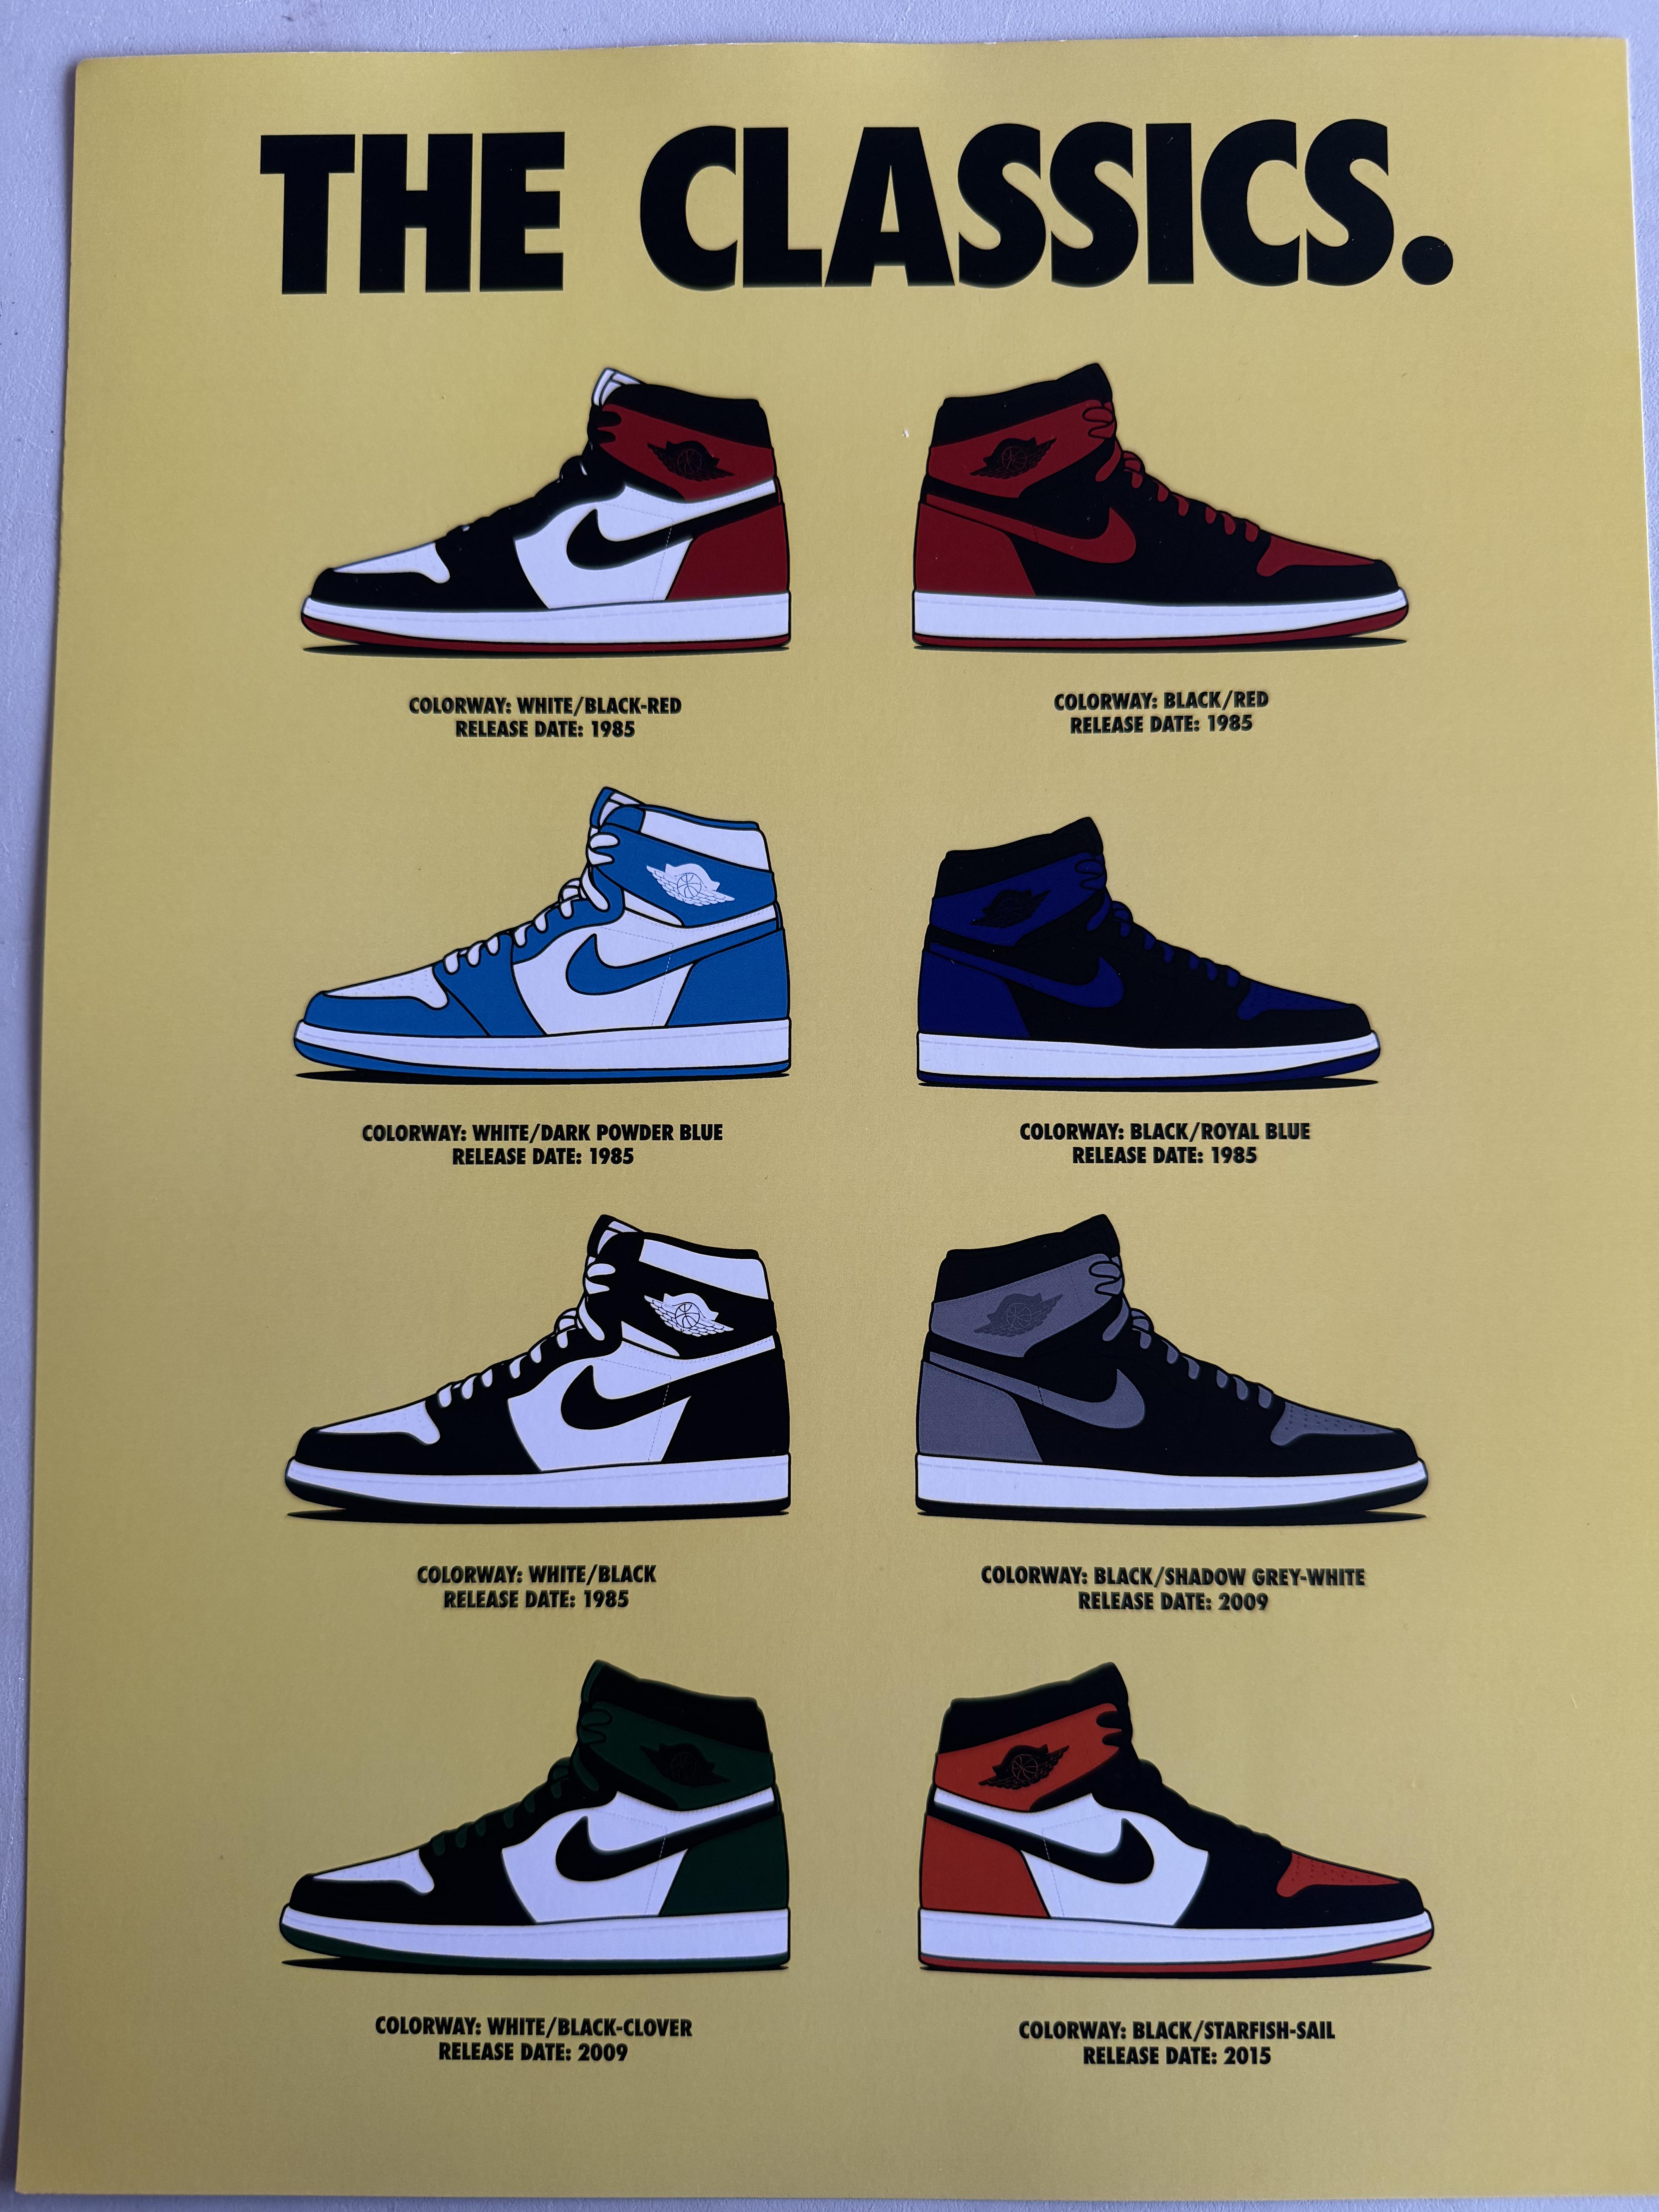 THE CLASSICS.
COLORWAY: WHITE/BLACK-RED
RELEASE DATE: 1985
COLORWAY: BLACK/RED
RELEASE DATE: 1985
COLORWAY: WHITE/DARK POWDER BLUE
RELEASE DATE: 1985
COLORWAY: BLACK/ROYAL BLUE
RELEASE DATE: 1985
COLORWAY: WHITE/BLACK
RELEASE DATE: 1985
COLORWAY: BLACK/SHADOW GREY-WHITE
RELEASE DATE: 2009
COLORWAY: WHITE/BLACK-CLOVER
RELEASE DATE: 2009
COLORWAY: BLACK/STARFISH-SAIL
RELEASE DATE: 2015